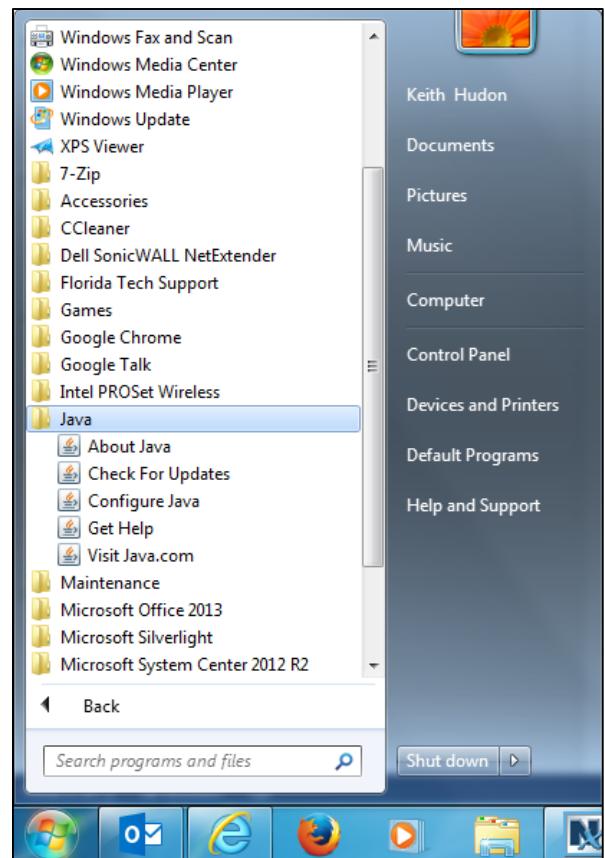 Windows Fax and Scan
Windows Media Center
Windows Media Player
Windows Update
XPS Viewer
7-Zip
Accessories
CCleaner
Dell SonicWALL NetExtender
Florida Tech Support
Games
Google Chrome
Google Talk
Intel PROSet Wireless
Java
About Java
Check For Updates
Configure Java
Get Help
Visit Java.com
Maintenance
Microsoft Office 2013
Microsoft Silverlight
Microsoft System Center 2012 R2
Back
Search programs and files
Keith Hudon
Documents
Pictures
Music
Computer
Control Panel
Devices and Printers
Default Programs
Help and Support
Shut down